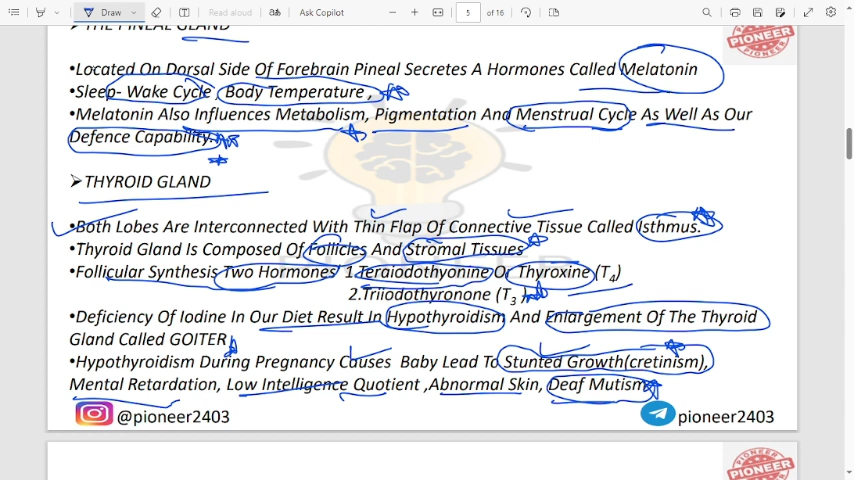 Draw
Read aloud
Ask Copilot
5
of 16
THE PINEAL GLAND
PIONEER
•Located On Dorsal Side Of Forebrain Pineal Secretes A Hormones Called Melatonin
•Sleep- Wake Cycle, Body Temperature ,
•Melatonin Also Influences Metabolism, Pigmentation And Menstrual Cycle As Well As Our
Defence Capability.
THYROID GLAND
•Both Lobes Are Interconnected With Thin Flap Of Connective Tissue Called Isthmus.
•Thyroid Gland Is Composed Of Follicies And Stromal Tissues
•Follicular Synthesis Two Hormones 1.Teraiodothyonine Or Thyroxine (T4)
2.Triiodothyronone (T3
•Deficiency Of Iodine In Our Diet Result In Hypothyroidism And Enlargement Of The Thyroid
Gland Called GOITER
•Hypothyroidism During Pregnancy Causes Baby Lead To Stunted Growth(cretinism),
Mental Retardation, Low Intelligence Quotient ,Abnormal Skin, Deaf Mutism
@pioneer2403
pioneer2403
PIONEER